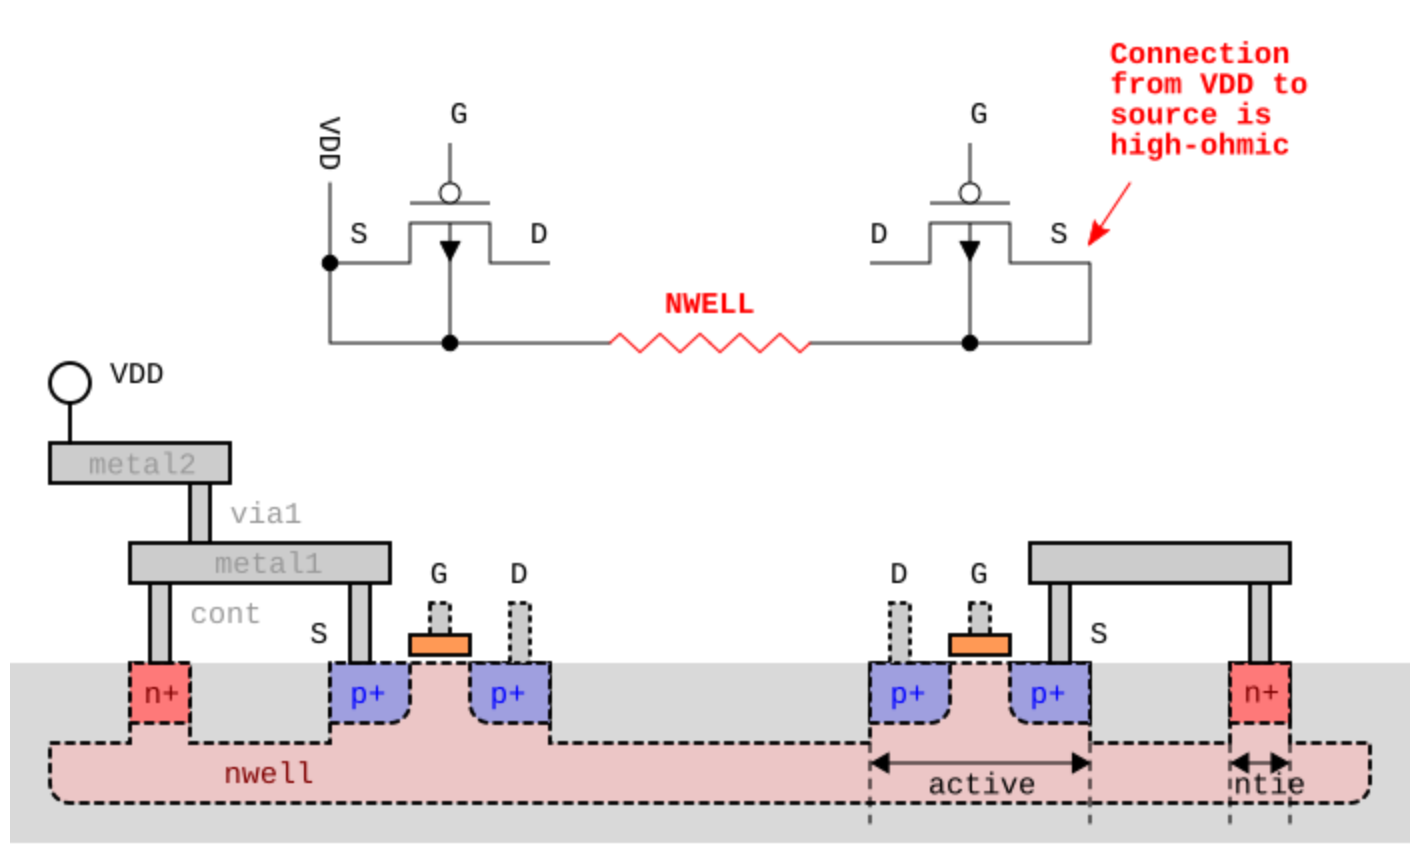 Connection
from VDD to
source is
high-ohmic
G
G
VDD
S
D
D
S
NWELL
VDD
metal2
via1
metal1
G
D
D
G
cont
S
S
n+
p+
p+
p+
p+
n+
nwell
active
ntie